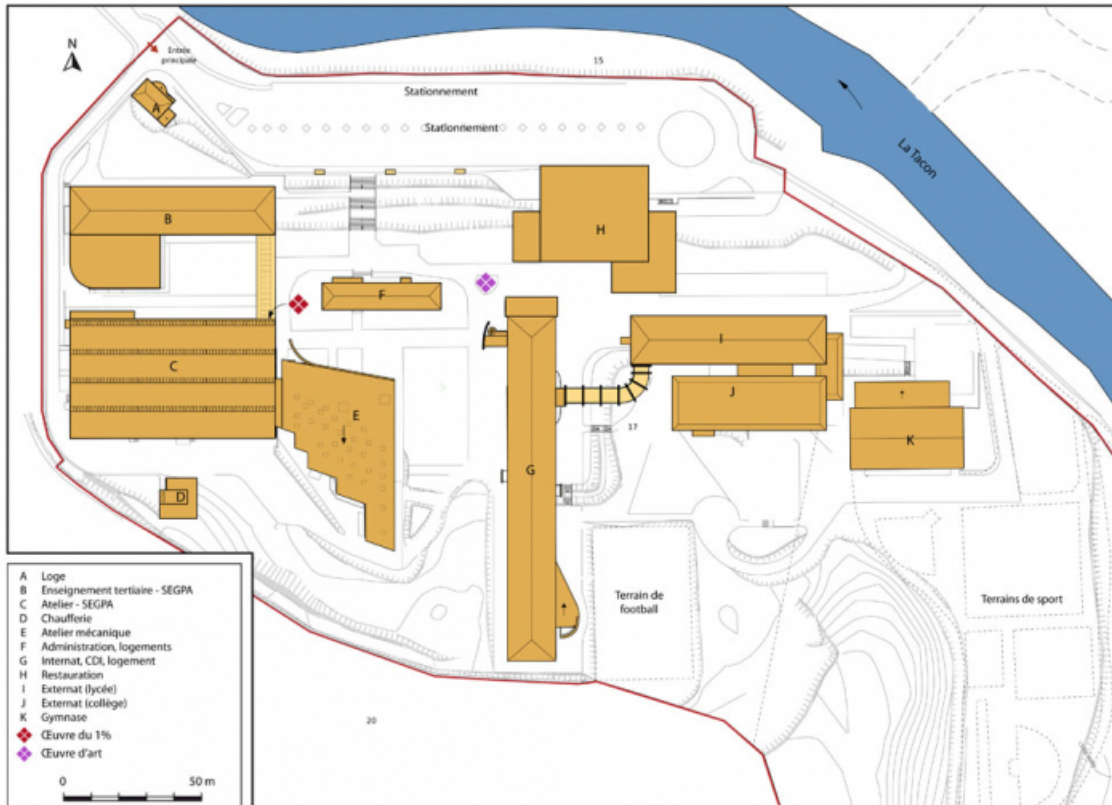 N
Entrée
principale
15
Stationnement
Stationnement
La Tacon
A
B
H
F
I
C
J
E
K
17
G
D
Terrain de
football
Terrains de sport
A Loge
B Enseignement tertiaire - SEGPA
C Atelier - SEGPA
D Chaufferie
E Atelier mécanique
F Administration, logements
G Internat, CDI, logement
H Restauration
I Externat (lycée)
J Externat (collège)
K Gymnase
Œuvre du 1%
Œuvre d'art
20
0 50 m